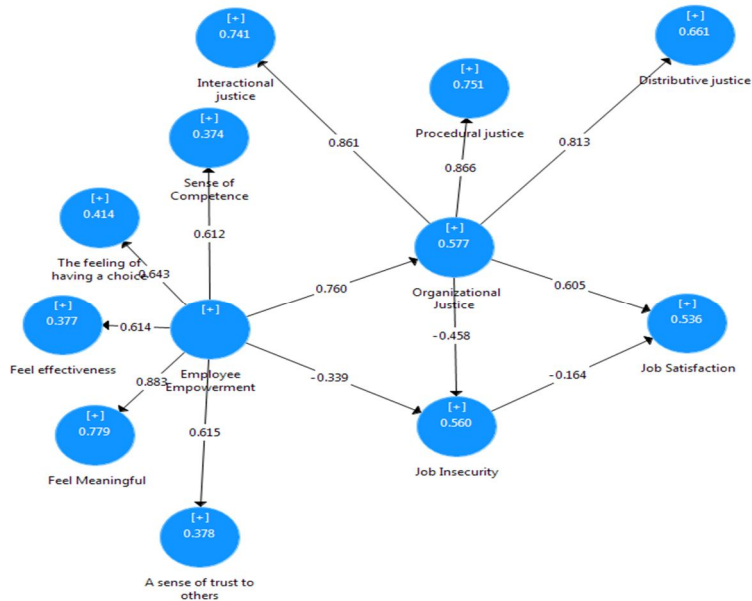 [+]
0.741
Interactional
justice
[+]
0.661
Distributive justice
[+]
0.751
Procedural justice
[+]
0.374
Sense of
Competence
0.861
0.866
0.813
[+]
0.414
The feeling of
having a choice
0.643
0.612
[+]
0.577
Organizational
Justice
0.760
0.605
[+]
0.377
Feel effectiveness
0.614
[+]
Employee
Empowerment
-0.458
[+]
0.536
Job Satisfaction
-0.339
-0.164
0.883
[+]
0.779
Feel Meaningful
0.615
[+]
0.560
Job Insecurity
[+]
0.378
A sense of trust to
others